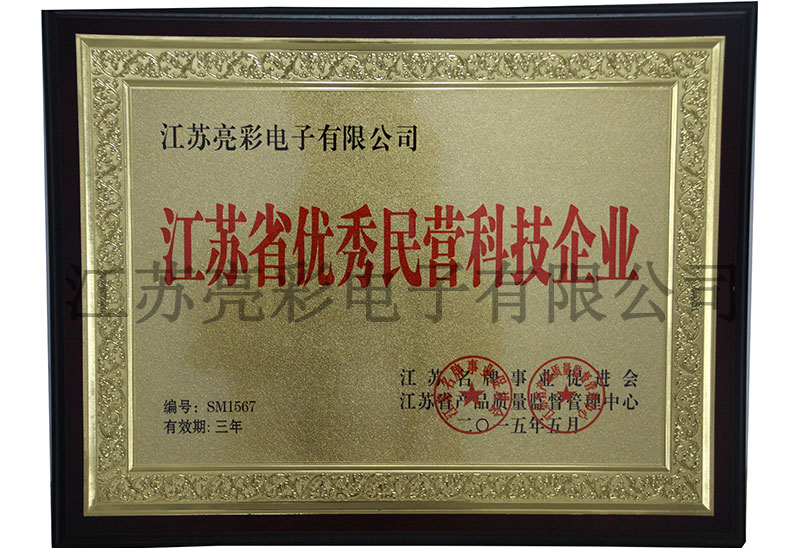 江苏亮彩电子有限公司
江苏省优秀民营科技企业
江苏亮彩电子有限公司
江苏名牌事业促进会
编号：SM1567
江苏省产品质量监督管理中心
有效期:三年
二〇一五年五月